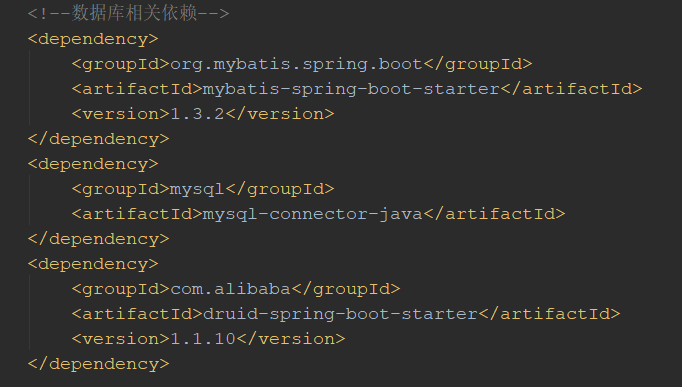 <!--数据库相关依赖-->
<dependency>
    <groupId>org.mybatis.spring.boot</groupId>
    <artifactId>mybatis-spring-boot-starter</artifactId>
    <version>1.3.2</version>
</dependency>
<dependency>
    <groupId>mysql</groupId>
    <artifactId>mysql-connector-java</artifactId>
</dependency>
<dependency>
    <groupId>com.alibaba</groupId>
    <artifactId>druid-spring-boot-starter</artifactId>
    <version>1.1.10</version>
</dependency>